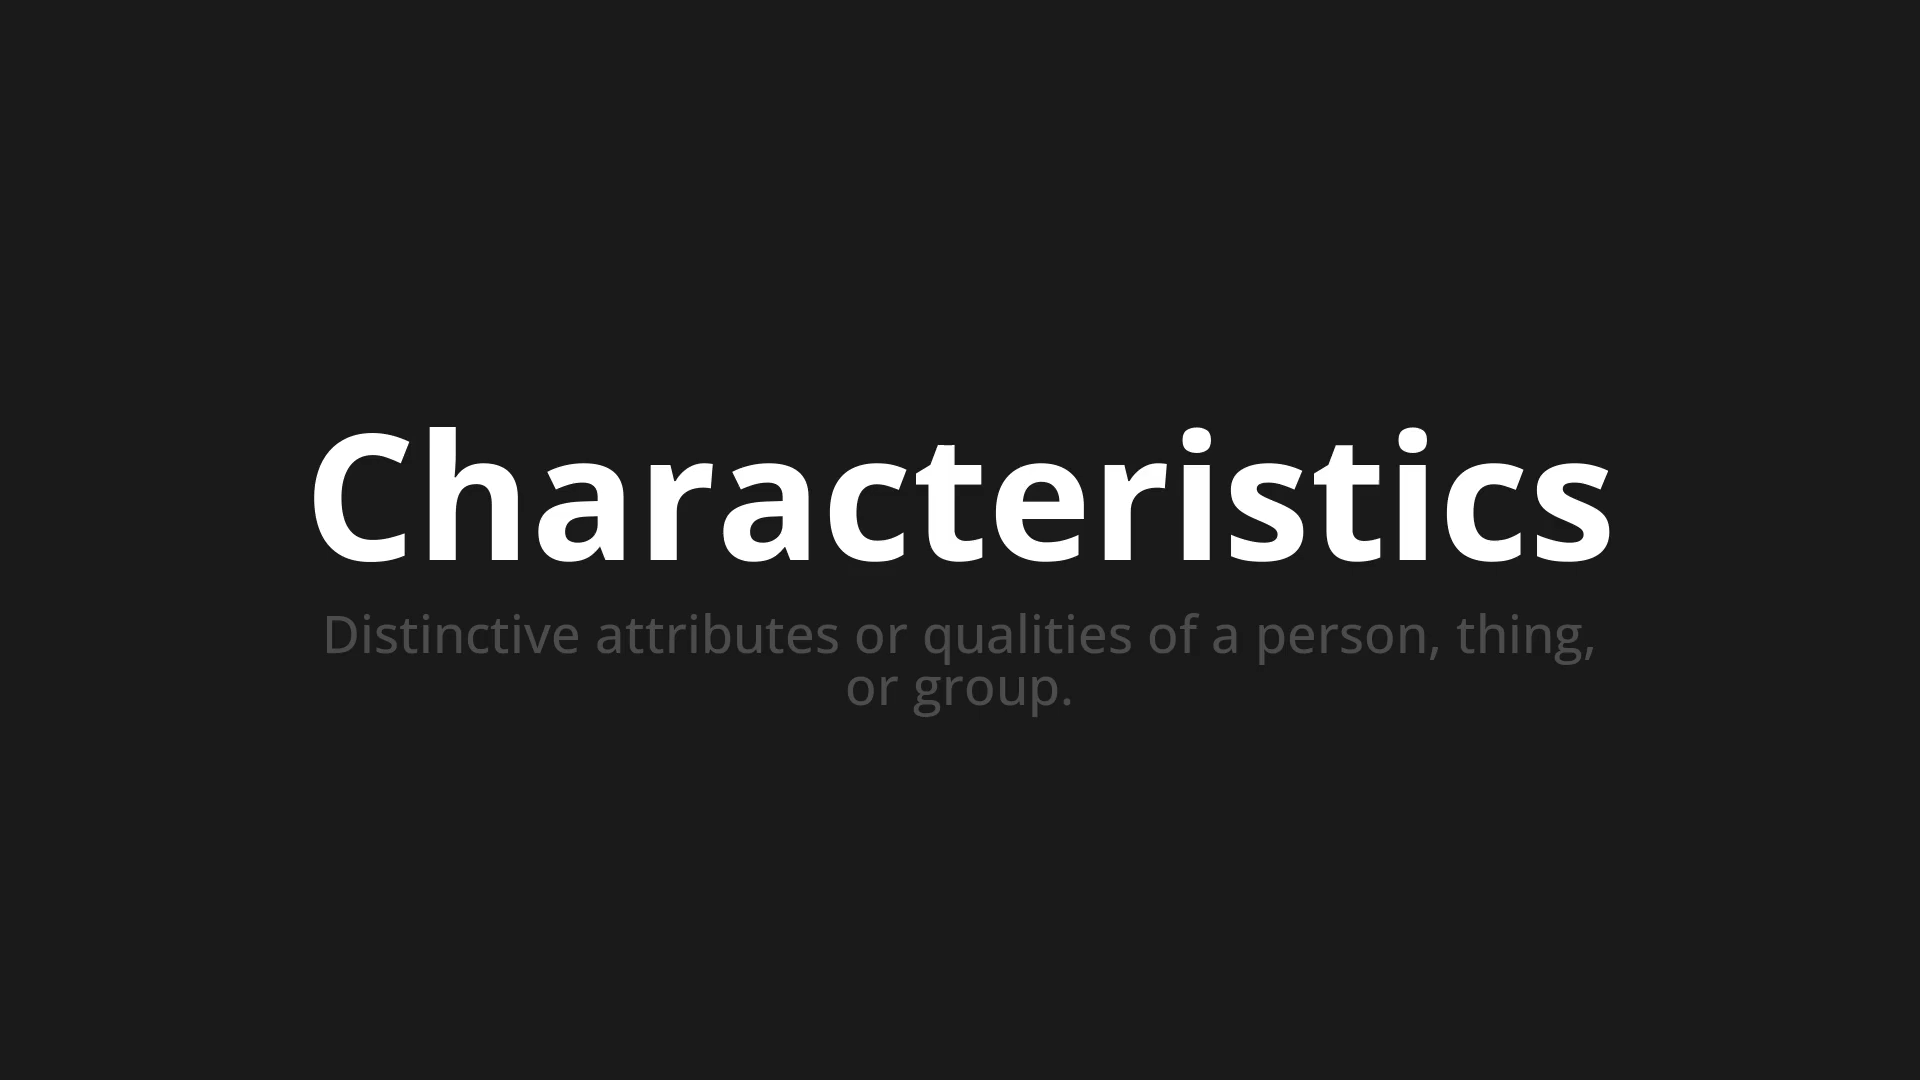 Characteristics
Distinctive attributes or qualities of a person, thing,
or group.